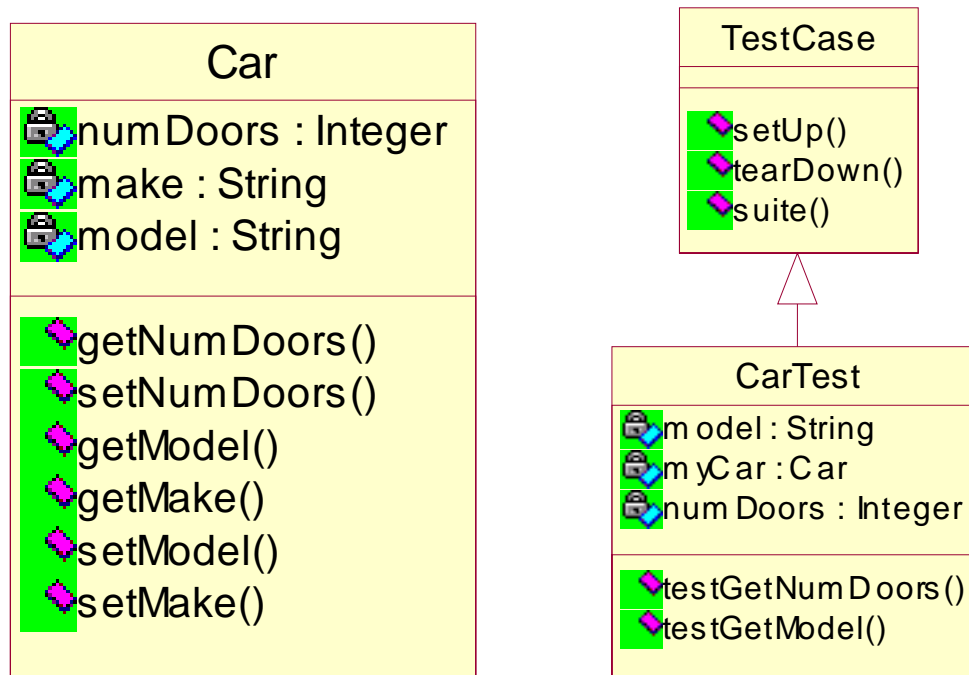 Car
numDoors : Integer
make : String
model : String
getNumDoors()
setNumDoors()
getModel()
getMake()
setModel()
setMake()
TestCase
setUp()
tearDown()
suite()
CarTest
model : String
myCar : Car
numDoors : Integer
testGetNumDoors()
testGetModel()